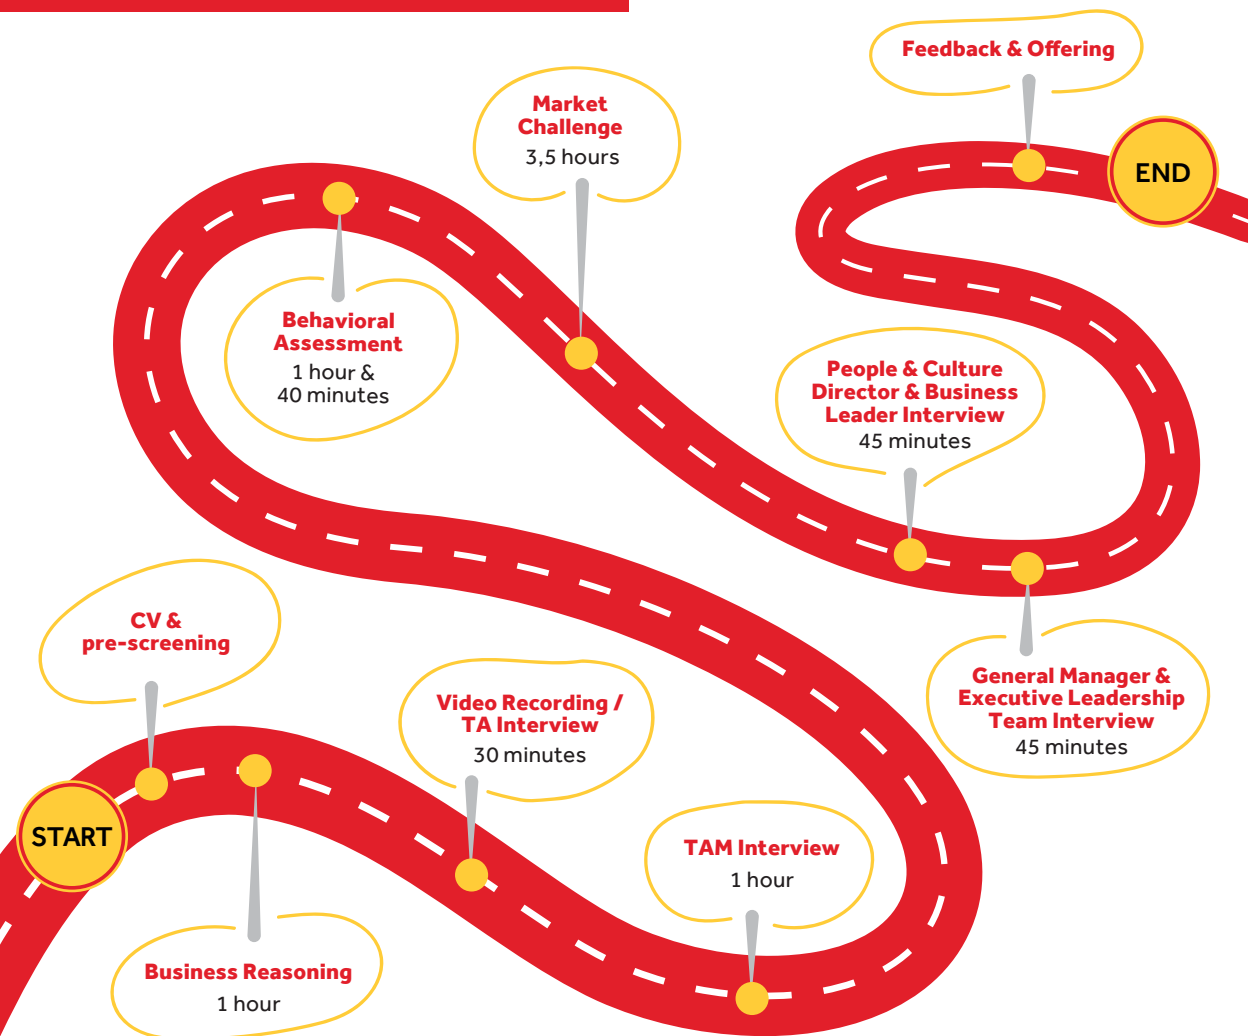 START
CV &
pre-screening
Business Reasoning
1 hour
Video Recording /
TA Interview
30 minutes
TAM Interview
1 hour
Behavioral
Assessment
1 hour &
40 minutes
Market
Challenge
3,5 hours
People & Culture
Director & Business
Leader Interview
45 minutes
General Manager &
Executive Leadership
Team Interview
45 minutes
Feedback & Offering
END